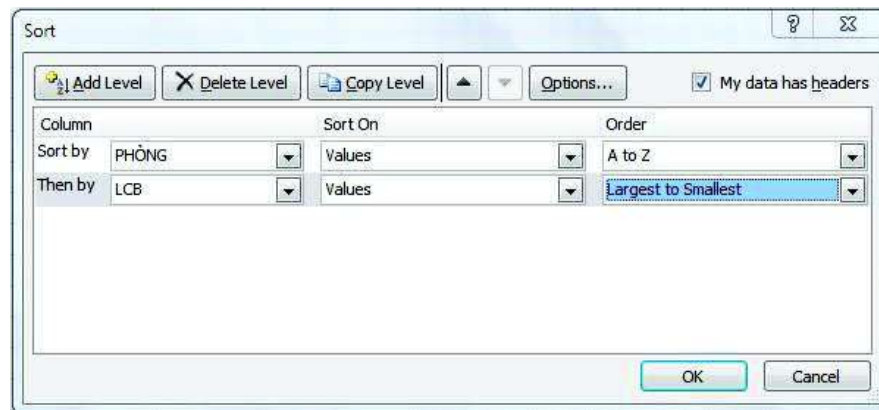 Sort
Add Level Delete Level Copy Level Options... My data has headers
Column Sort On Order
Sort by PHÒNG Values A to Z
Then by LCB Values Largest to Smallest
OK Cancel